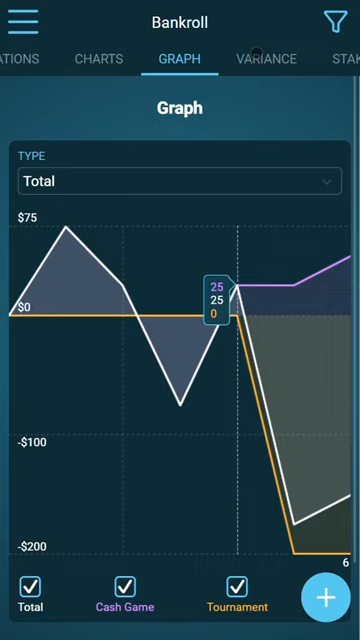 Bankroll
ATIONS CHARTS GRAPH VARIANCE STAK
Graph
TYPE
Total
$75
25
25
0
$0
-$100
-$200
6
Total
Cash Game
Tournament